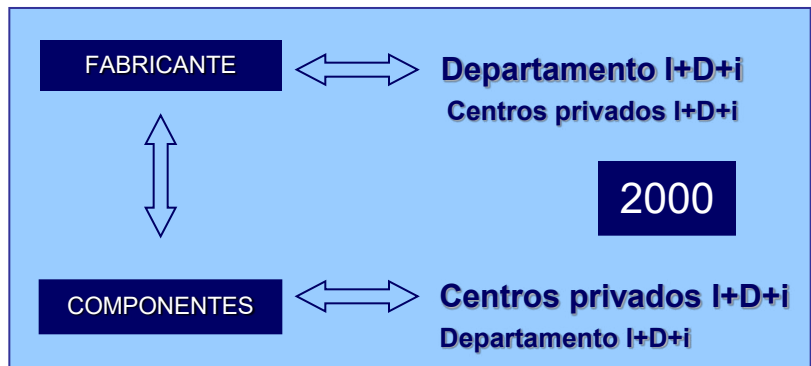 FABRICANTE
Departamento I+D+i
Centros privados I+D+i
2000
COMPONENTES
Centros privados I+D+i
Departamento I+D+i